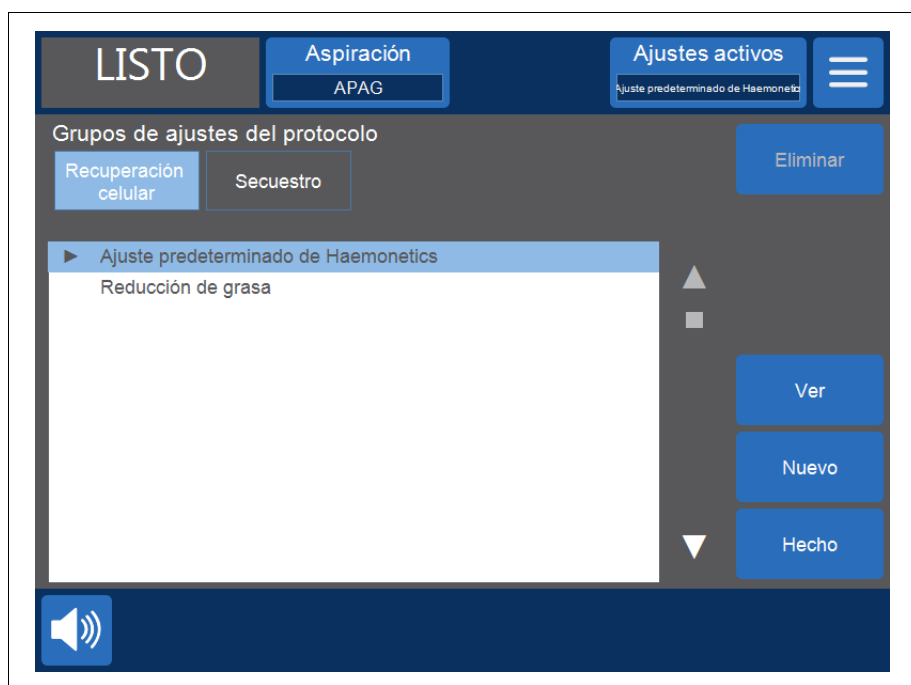 LISTO
Aspiración
APAG
Ajustes activos
Ajuste predeterminado de Haemonetics
Grupos de ajustes del protocolo
Recuperación
celular
Secuestro
Eliminar
Ajuste predeterminado de Haemonetics
Reducción de grasa
Ver
Nuevo
Hecho